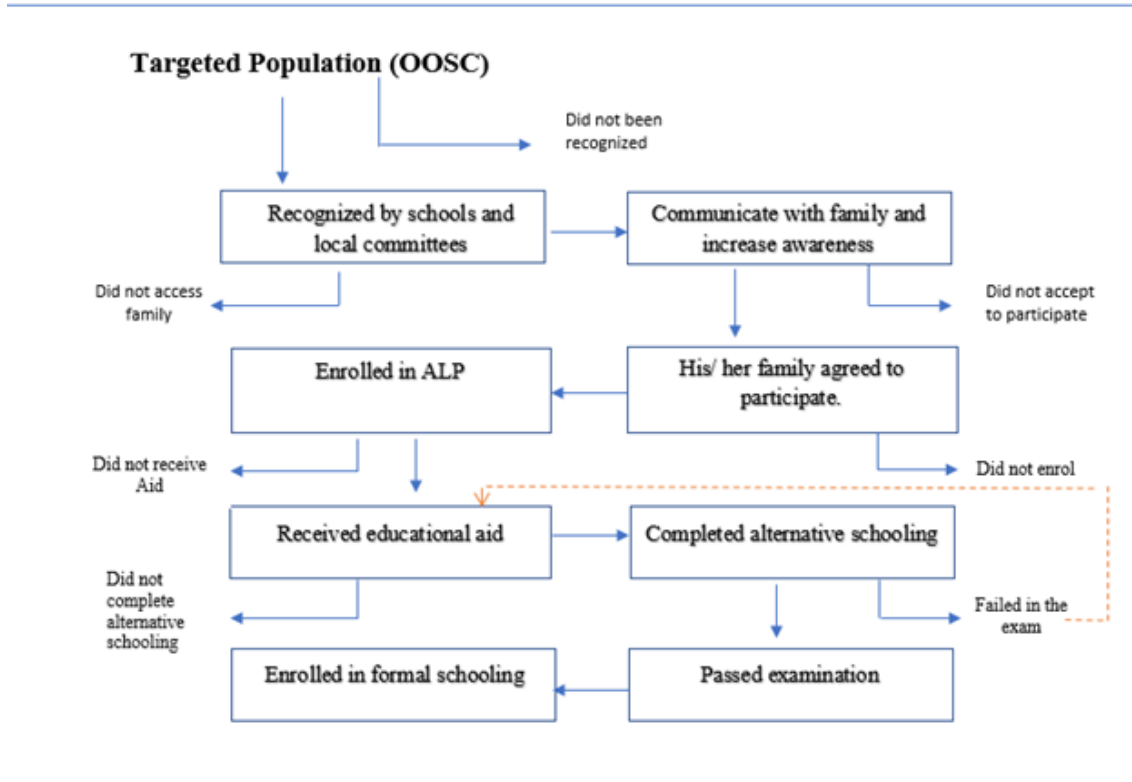 Targeted Population (OOSC)
Did not been
recognized
Recognized by schools and
local committees
Communicate with family and
increase awareness
Did not access
family
Did not accept
to participate
Enrolled in ALP
His/ her family agreed to
participate.
Did not receive
Aid
Did not enrol
Received educational aid
Completed alternative schooling
Did not
complete
alternative
schooling
Failed in the
exam
Enrolled in formal schooling
Passed examination